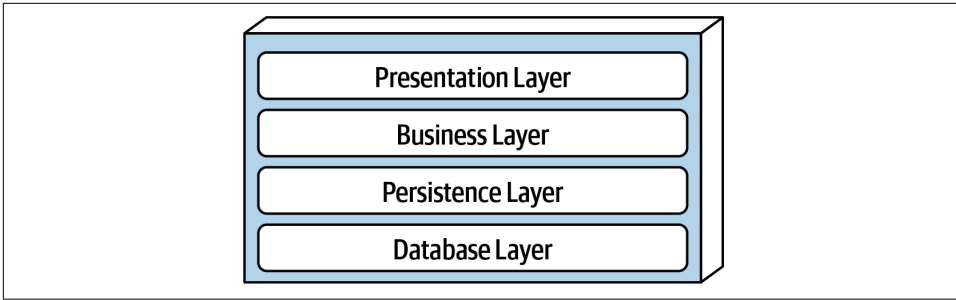 Presentation Layer
Business Layer
Persistence Layer
Database Layer